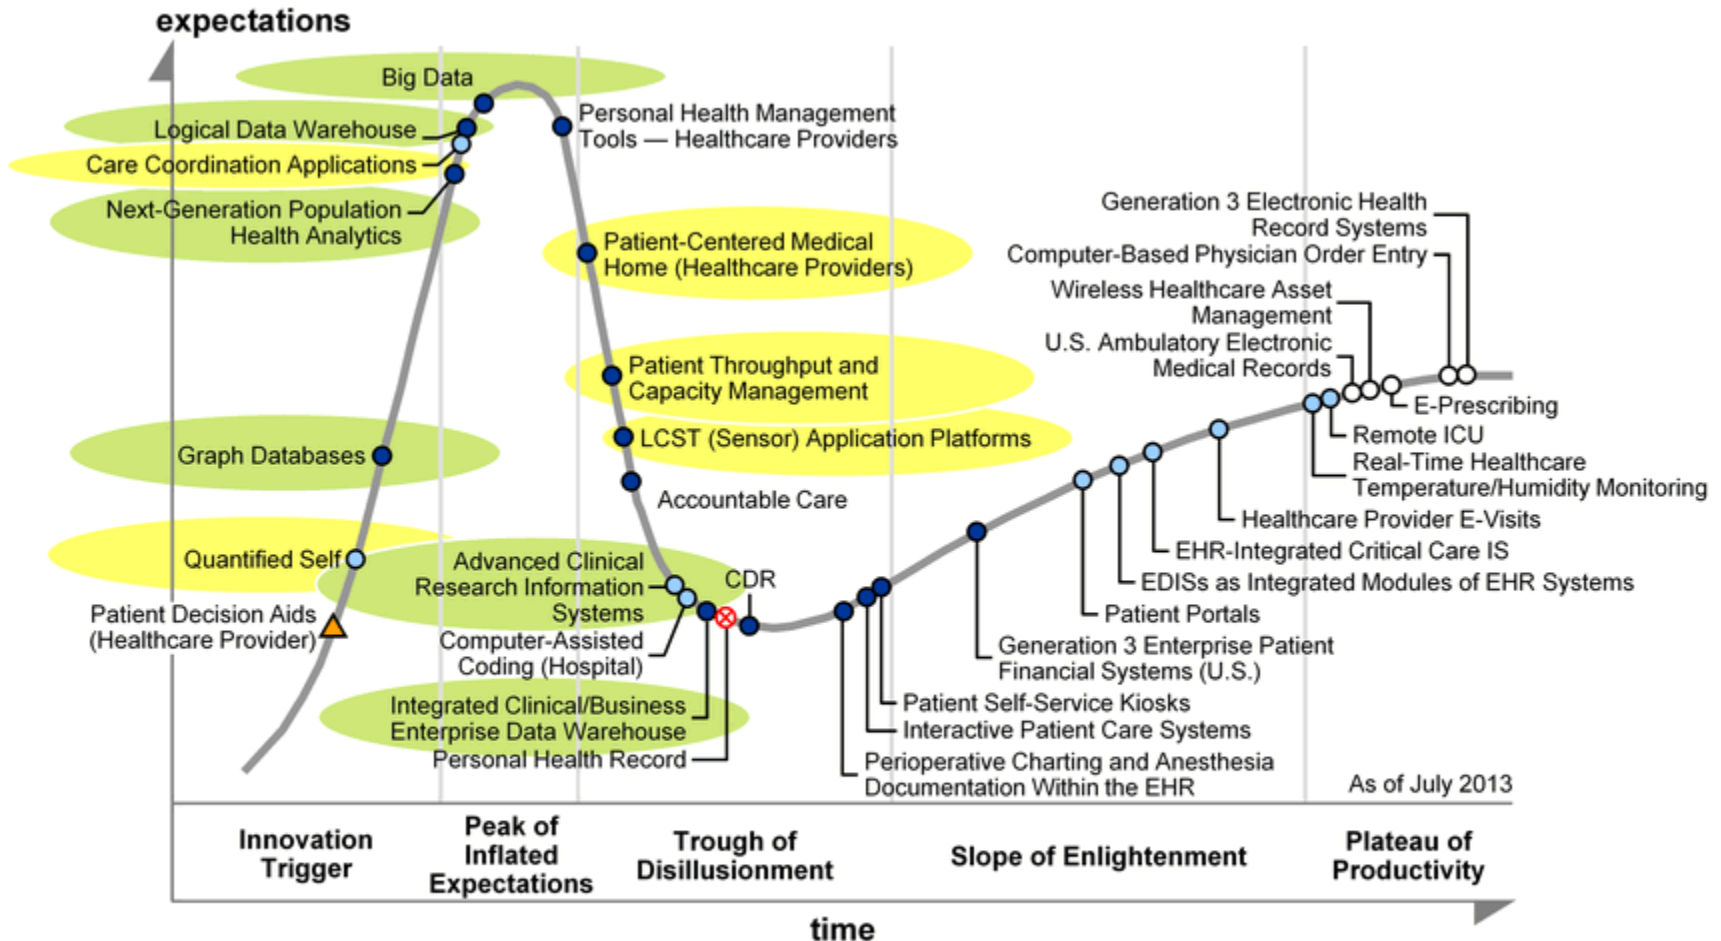 expectations
Big Data
Logical Data Warehouse
Care Coordination Applications
Next-Generation Population
Health Analytics
Graph Databases
Quantified Self
Patient Decision Aids
(Healthcare Provider)
Personal Health Management
Tools — Healthcare Providers
Patient-Centered Medical
Home (Healthcare Providers)
Patient Throughput and
Capacity Management
LCST (Sensor) Application Platforms
Accountable Care
Advanced Clinical
Research Information
Systems
CDR
Computer-Assisted
Coding (Hospital)
Integrated Clinical/Business
Enterprise Data Warehouse
Personal Health Record
Generation 3 Electronic Health
Record Systems
Computer-Based Physician Order Entry
Wireless Healthcare Asset
Management
U.S. Ambulatory Electronic
Medical Records
E-Prescribing
Remote ICU
Real-Time Healthcare
Temperature/Humidity Monitoring
Healthcare Provider E-Visits
EHR-Integrated Critical Care IS
EDISs as Integrated Modules of EHR Systems
Patient Portals
Generation 3 Enterprise Patient
Financial Systems (U.S.)
Patient Self-Service Kiosks
Interactive Patient Care Systems
Perioperative Charting and Anesthesia
Documentation Within the EHR
As of July 2013
Innovation
Trigger
Peak of
Inflated
Expectations
Trough of
Disillusionment
Slope of Enlightenment
Plateau of
Productivity
time